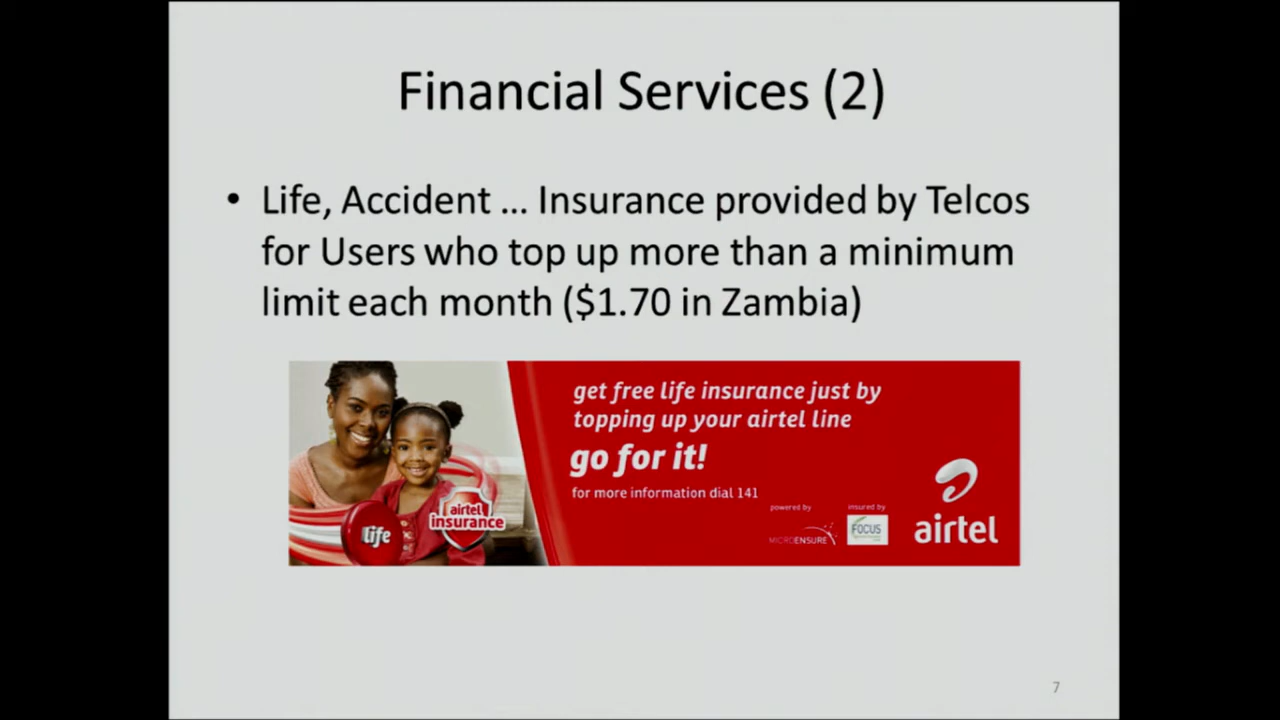 Financial Services (2)
• Life, Accident ... Insurance provided by Telcos
for Users who top up more than a minimum
limit each month ($1.70 in Zambia)
get free life insurance just by
topping up your airtel line
go for it!
for more information dial 141
powered by
MICROENSURE
insured by
FOCUS
airtel
life
airtel
insurance
7